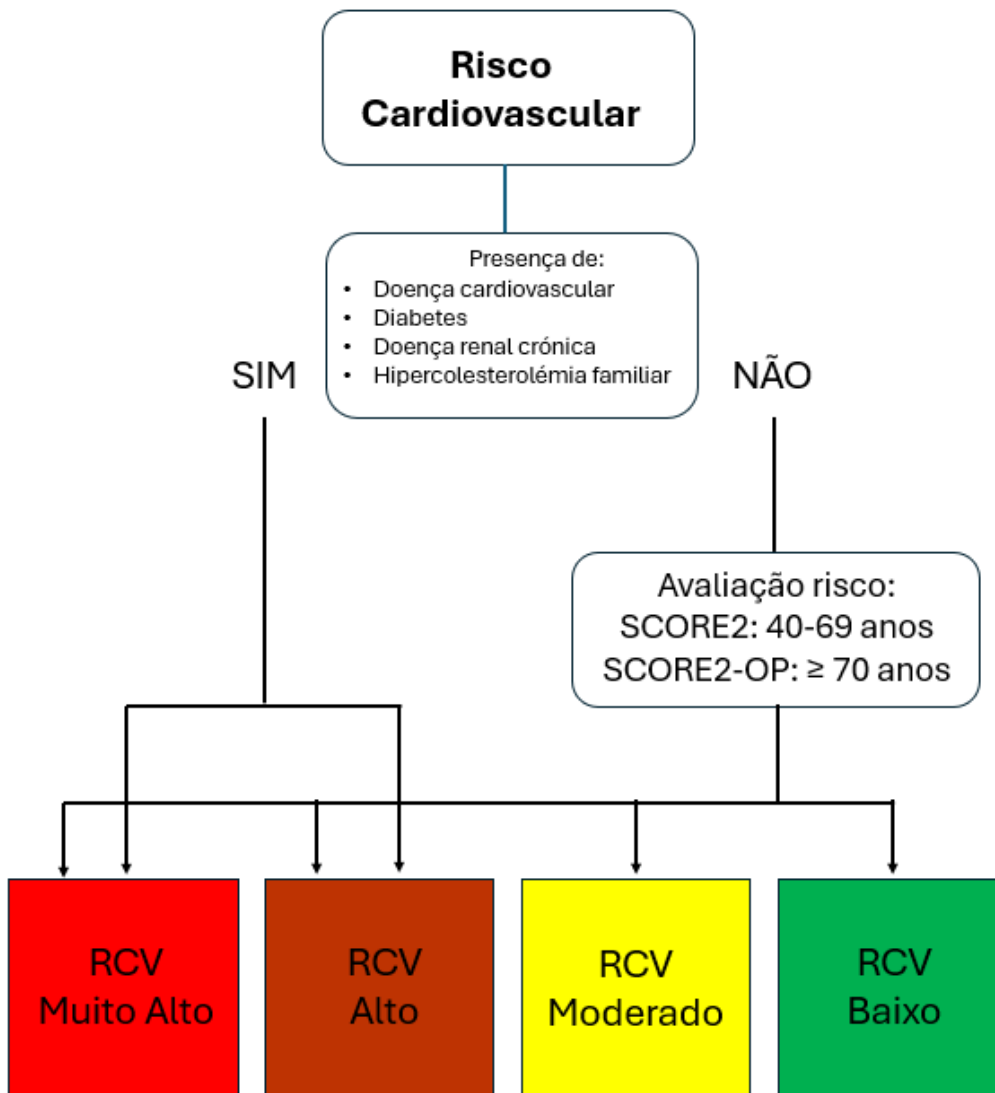 Risco
Cardiovascular
Presença de:
• Doença cardiovascular
• Diabetes
• Doença renal crónica
• Hipercolesterolémia familiar
SIM
NÃO
Avaliação risco:
SCORE2: 40-69 anos
SCORE2-OP: ≥ 70 anos
RCV
Muito Alto
RCV
Alto
RCV
Moderado
RCV
Baixo